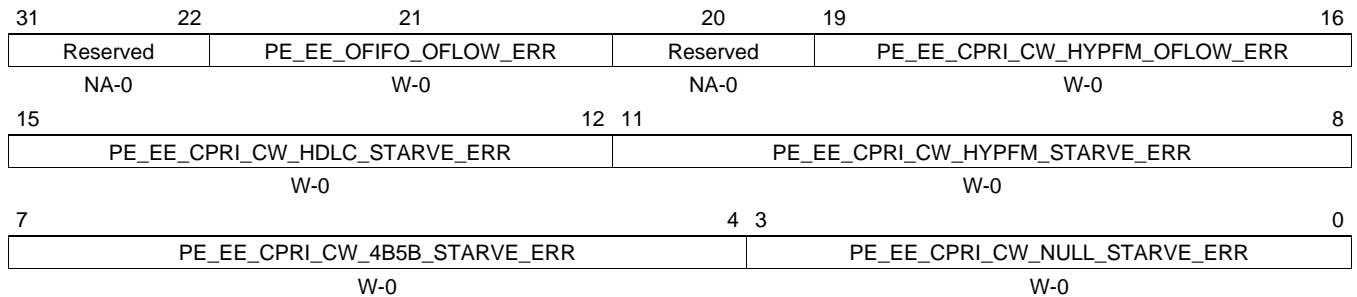 31 22 21 20 19 16
Reserved PE_EE_OFIFO_OFLOW_ERR Reserved PE_EE_CPRI_CW_HYPFM_OFLOW_ERR
NA-0 W-0 NA-0 W-0
15 12 11 8
PE_EE_CPRI_CW_HDLC_STARVE_ERR PE_EE_CPRI_CW_HYPFM_STARVE_ERR
W-0 W-0
7 4 3 0
PE_EE_CPRI_CW_4B5B_STARVE_ERR PE_EE_CPRI_CW_NULL_STARVE_ERR
W-0 W-0